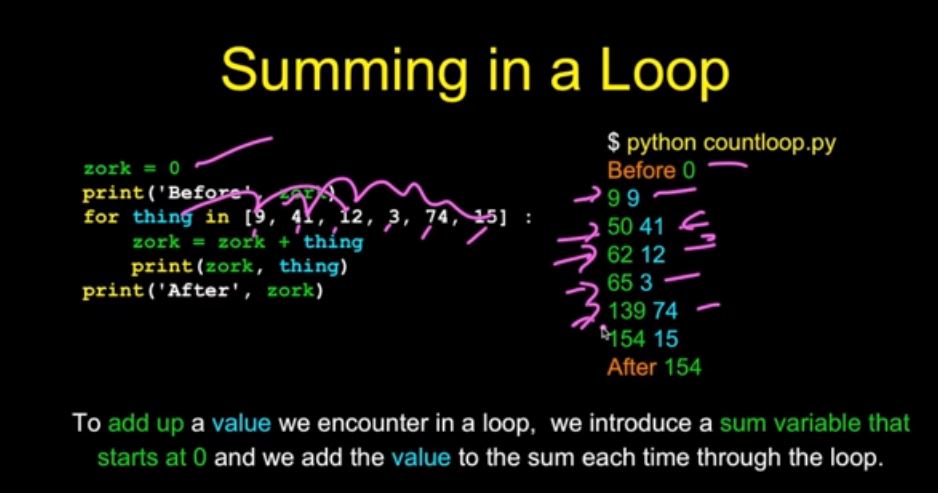 Summing in a Loop
zork = 0
print('Before', zork)
for thing in [9, 41, 12, 3, 74, 15] :
    zork = zork + thing
    print(zork, thing)
print('After', zork)
$ python countloop.py
Before 0
9 9
50 41
62 12
65 3
139 74
154 15
After 154
To add up a value we encounter in a loop,  we introduce a sum variable that
starts at 0 and we add the value to the sum each time through the loop.